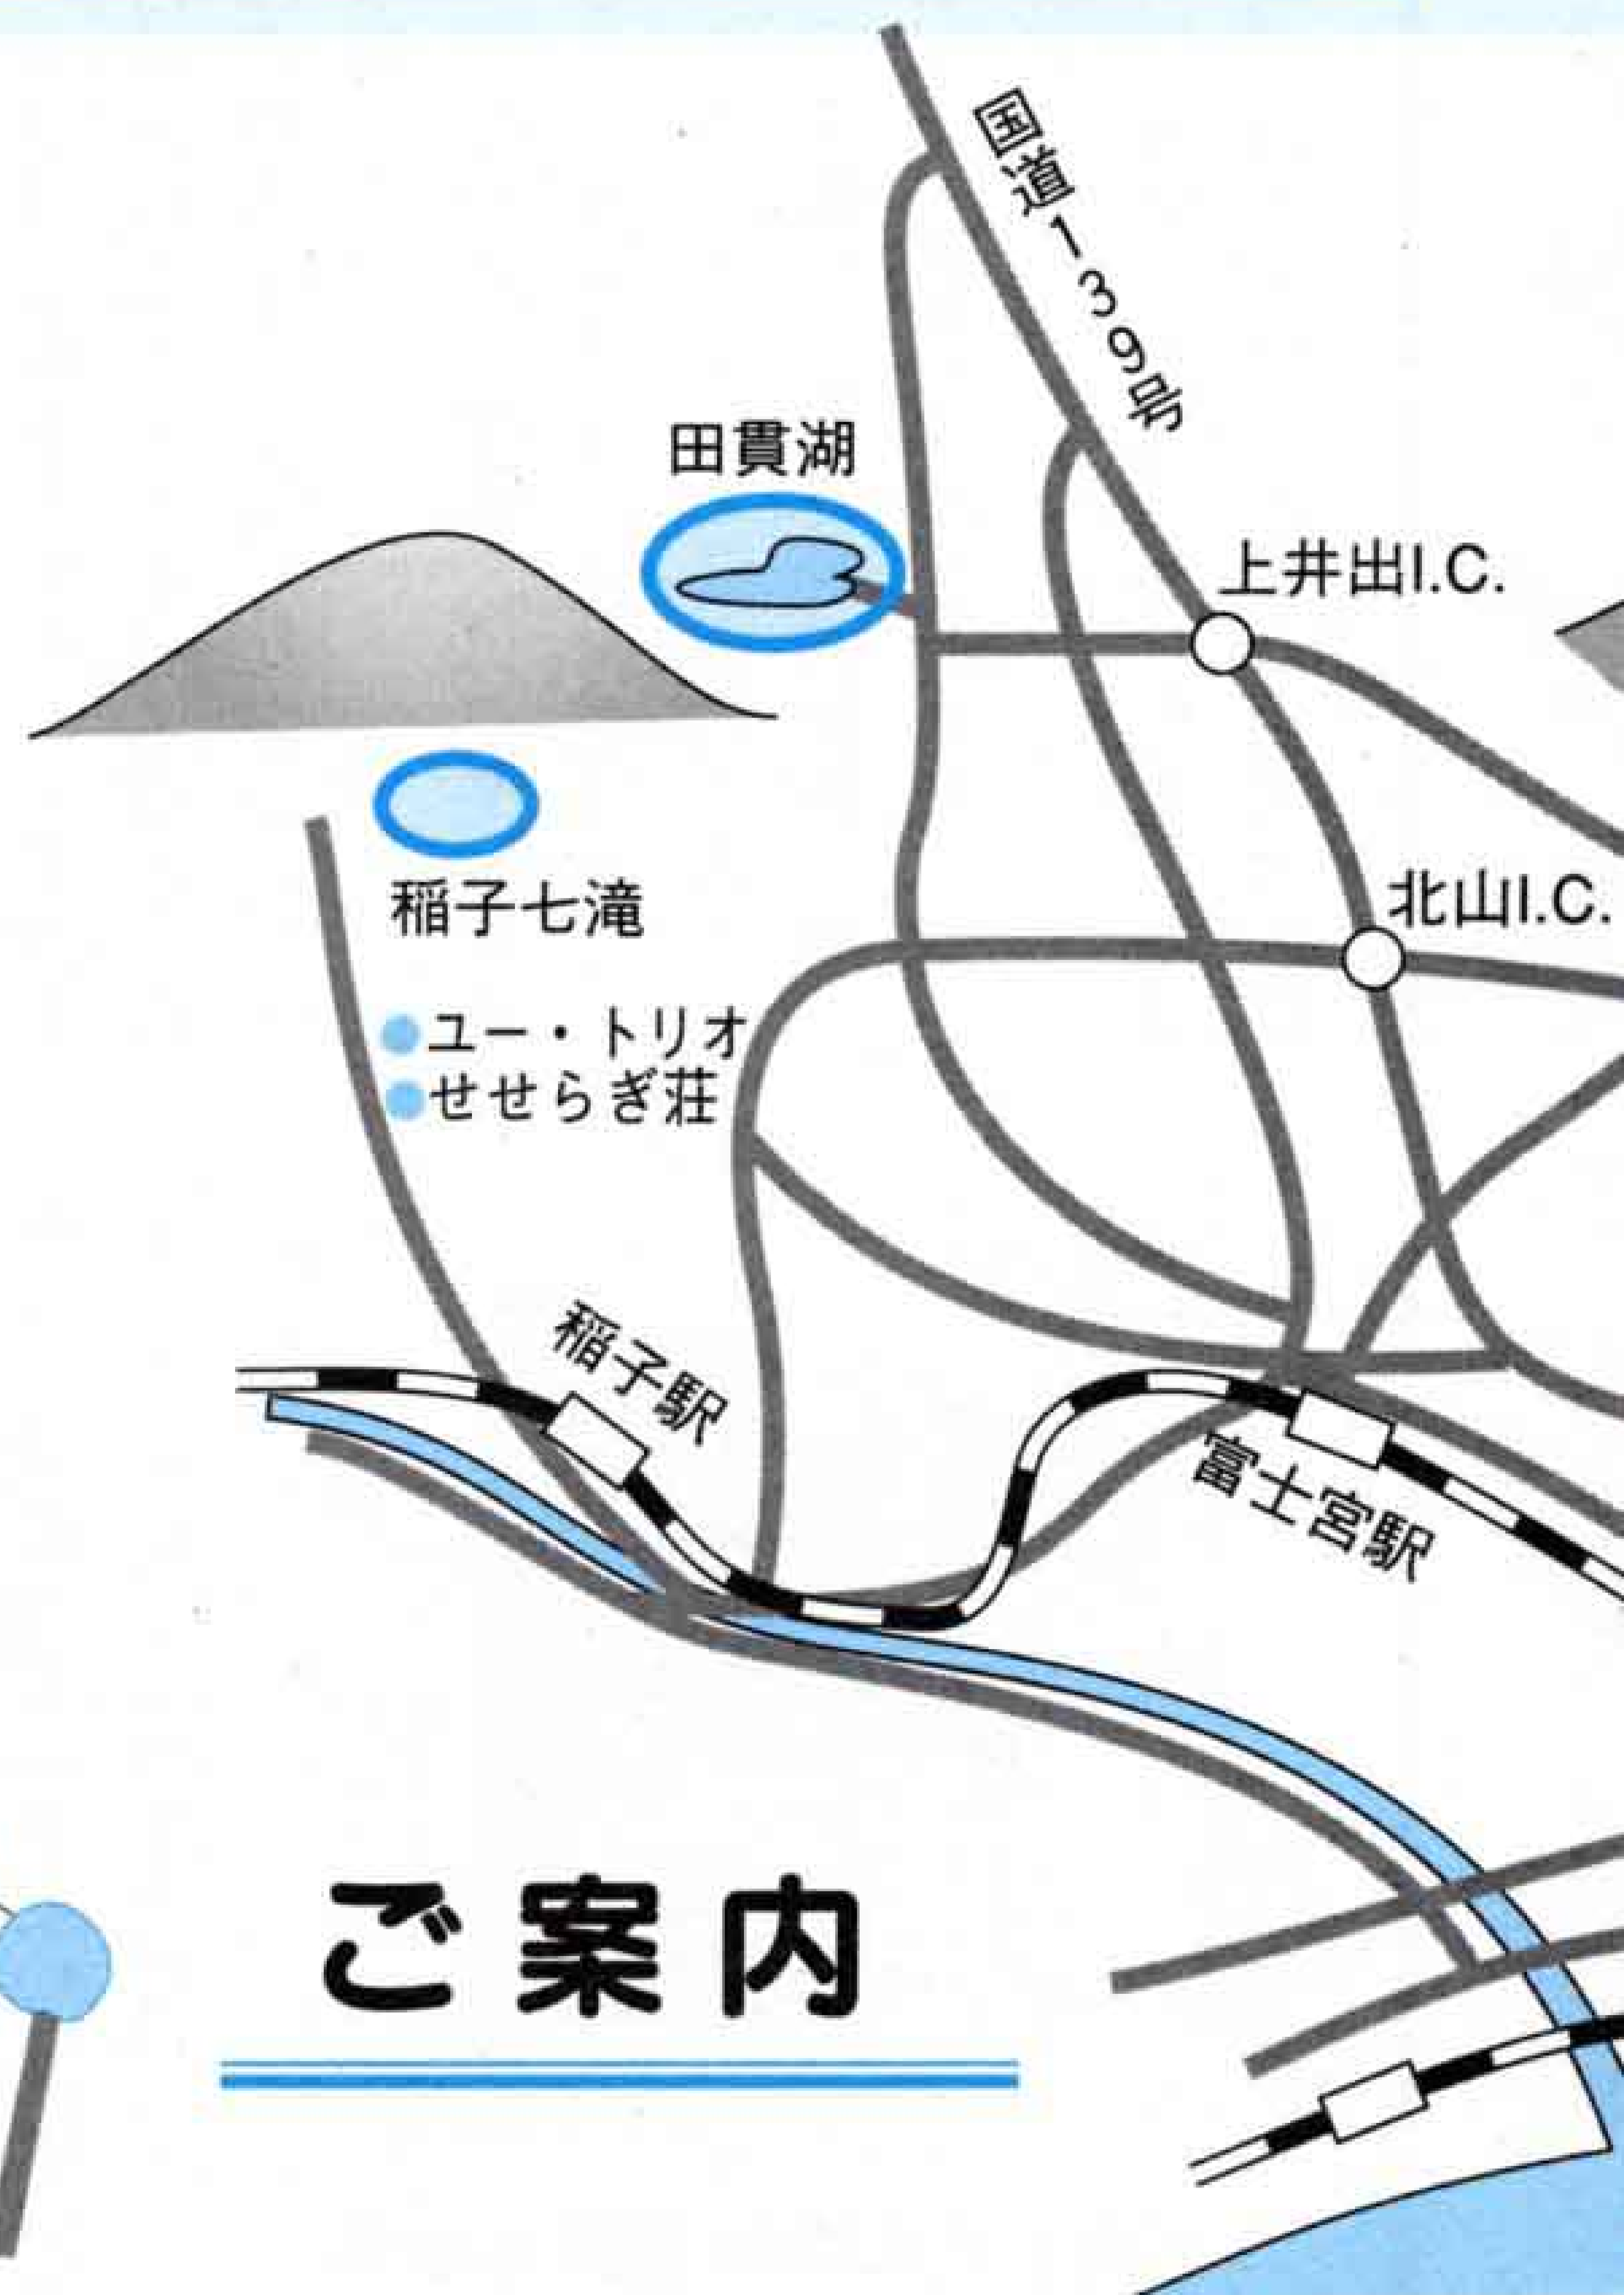 国道139号
田貫湖
上井出I.C.
北山I.C.
稲子七滝
ユー・トリオ
せせらぎ荘
稲子駅
富士宮駅
ご案内